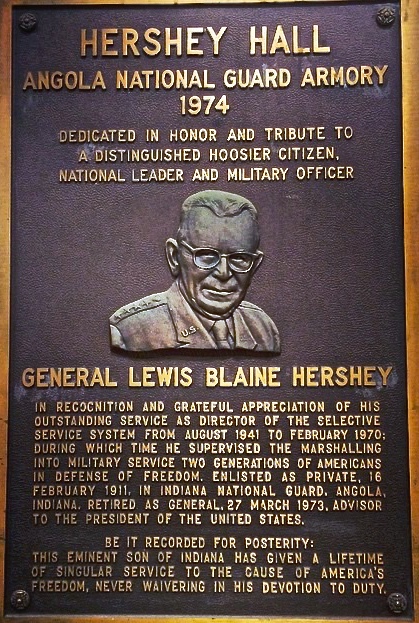 HERSHEY HALL
ANGOLA NATIONAL GUARD ARMORY
1974
DEDICATED IN HONOR AND TRIBUTE TO
A DISTINGUISHED HOOSIER CITIZEN,
NATIONAL LEADER AND MILITARY OFFICER
U.S.
GENERAL LEWIS BLAINE HERSHEY
IN RECOGNITION AND GRATEFUL APPRECIATION OF HIS
OUTSTANDING SERVICE AS DIRECTOR OF THE SELECTIVE
SERVICE SYSTEM FROM AUGUST 1941 TO FEBRUARY 1970;
DURING WHICH TIME HE SUPERVISED THE MARSHALLING
INTO MILITARY SERVICE TWO GENERATIONS OF AMERICANS
IN DEFENSE OF FREEDOM. ENLISTED AS PRIVATE, 16
FEBRUARY 1911, IN INDIANA NATIONAL GUARD, ANGOLA,
INDIANA. RETIRED AS GENERAL, 27 MARCH 1973, ADVISOR
TO THE PRESIDENT OF THE UNITED STATES.
BE IT RECORDED FOR POSTERITY:
THIS EMINENT SON OF INDIANA HAS GIVEN A LIFETIME
OF SINGULAR SERVICE TO THE CAUSE OF AMERICA'S
FREEDOM, NEVER WAIVERING IN HIS DEVOTION TO DUTY.